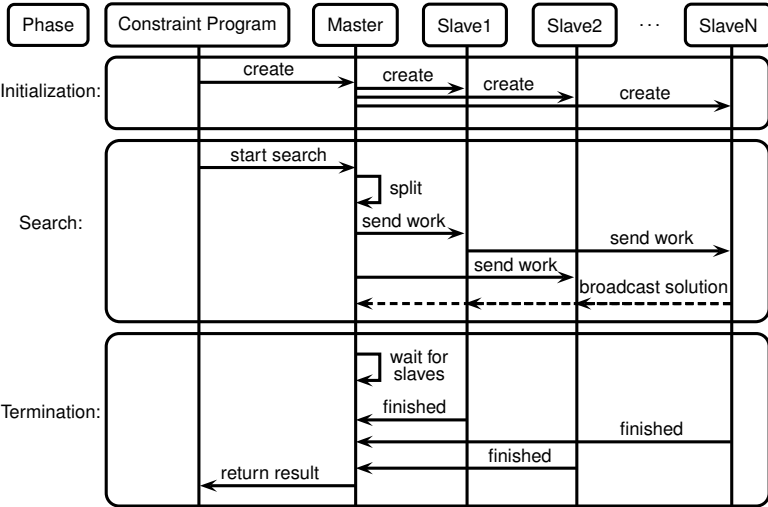 Phase
Constraint Program
Master
Slave1
Slave2
...
SlaveN
Initialization:
create
create
create
create
Search:
start search
split
send work
send work
send work
broadcast solution
Termination:
wait for
slaves
finished
finished
finished
return result